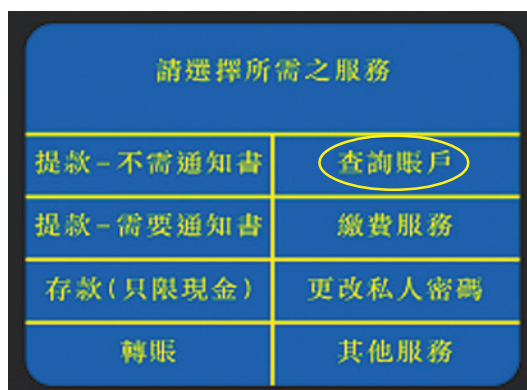 請選擇所需之服務
提款-不需通知書
查詢賬戶
提款-需要通知書
繳費服務
存款(只限現金)
更改私人密碼
轉賬
其他服務